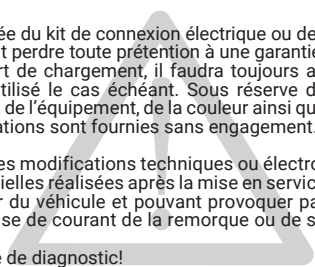 ée du kit de connexion électrique ou de
t perdre toute prétention à une garantie
rt de chargement, il faudra toujours a
tilisé le cas échéant. Sous réserve d
, de l’équipement, de la couleur ainsi qu
ations sont fournies sans engagement.
es modifications techniques ou électro
ielles réalisées après la mise en servic
r du véhicule et pouvant provoquer pa
ise de courant de la remorque ou de s
e de diagnostic!